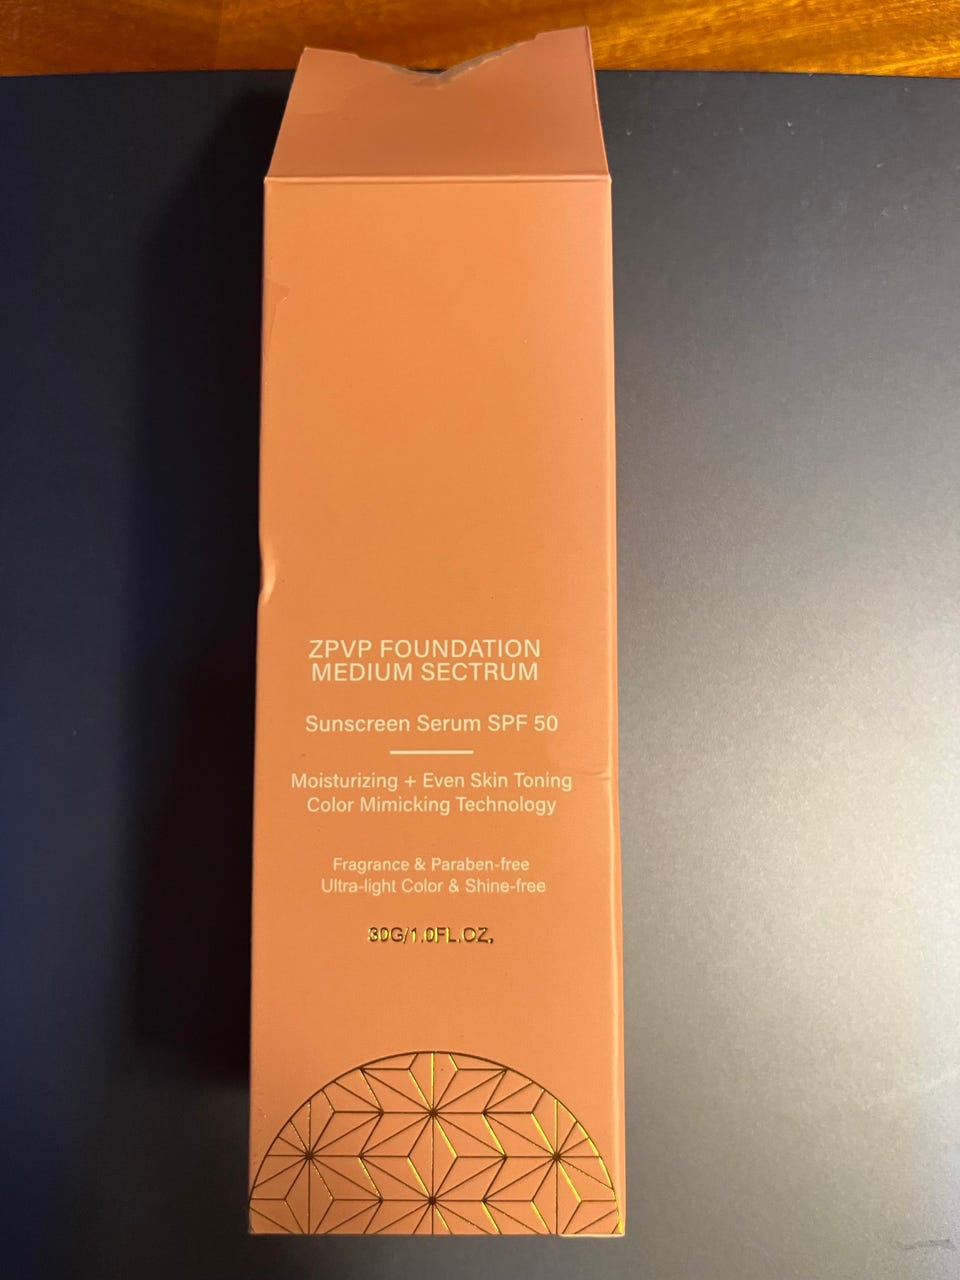 ZPVP FOUNDATION
MEDIUM SECTRUM
Sunscreen Serum SPF 50
Moisturizing + Even Skin Toning
Color Mimicking Technology
Fragrance & Paraben-free
Ultra-light Color & Shine-free
30G/1.0FL.OZ,